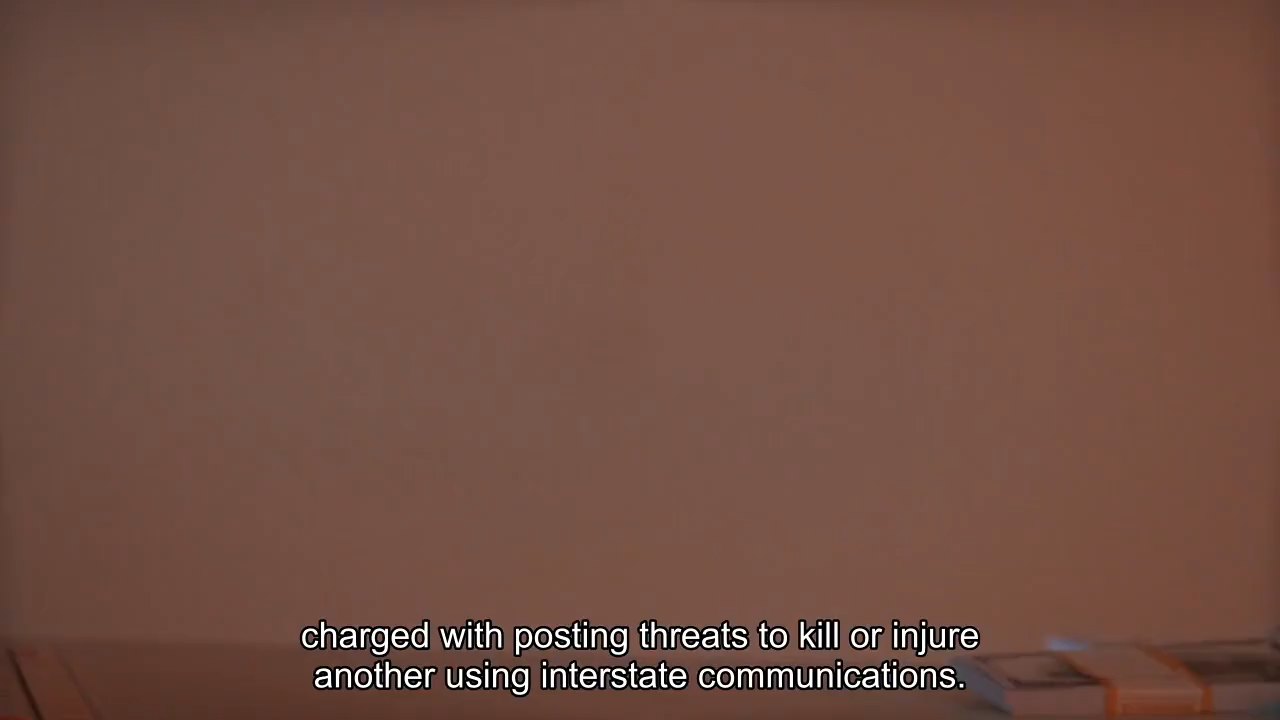 charged with posting threats to kill or injure
another using interstate communications.